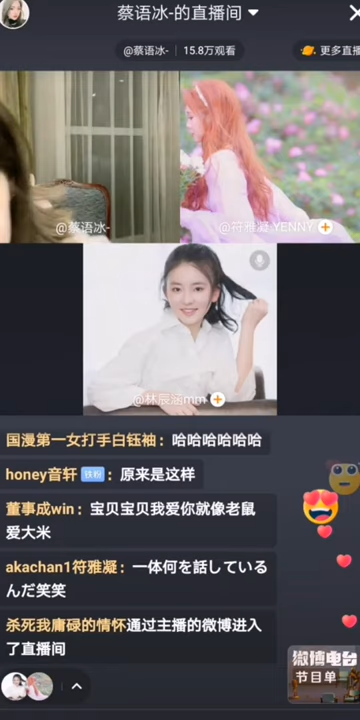 蔡语冰-的直播间
@蔡语冰- 15.8万观看
更多直播
@蔡语冰-
@符雅凝.YENNY
@林辰涵mm
国漫第一女打手白钰袖：哈哈哈哈哈哈
honey音轩 铁粉：原来是这样
董事成win：宝贝宝贝我爱你就像老鼠
爱大米
akachan1符雅凝：一体何を話している
んだ笑笑
杀死我庸碌的情怀通过主播的微博进入
了直播间
微博电台
节目单